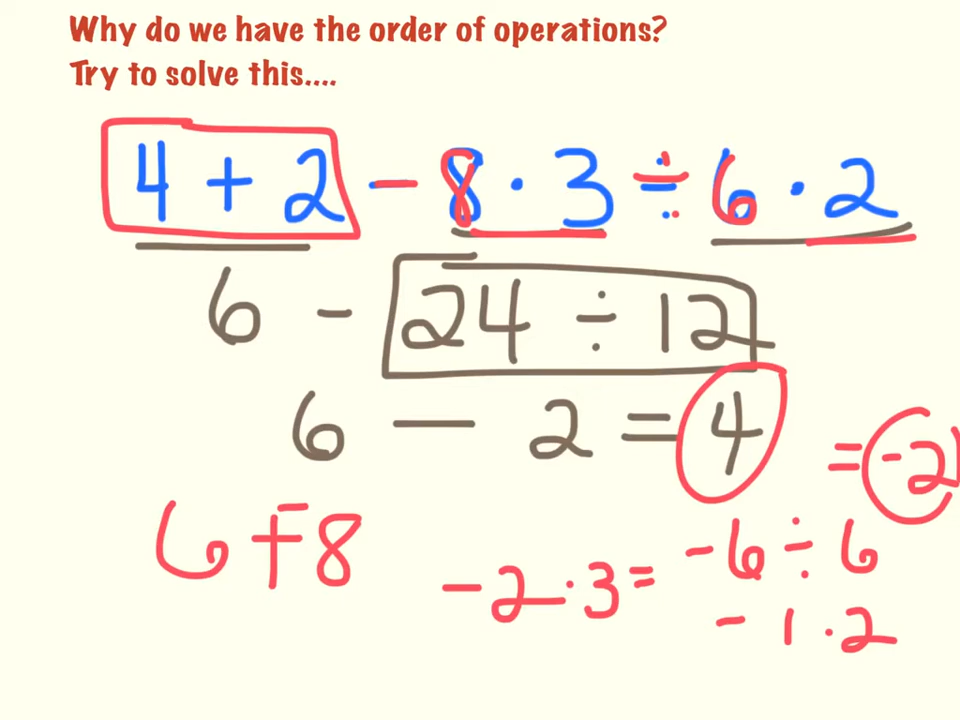 Why do we have the order of operations?
Try to solve this....
4 + 2 - 8 · 3 ÷ 6 · 2
6 - 24 ÷ 12
6 - 2 = 4
= -2
6 + -8
-2 · 3 = -6 ÷ 6
-1 · 2